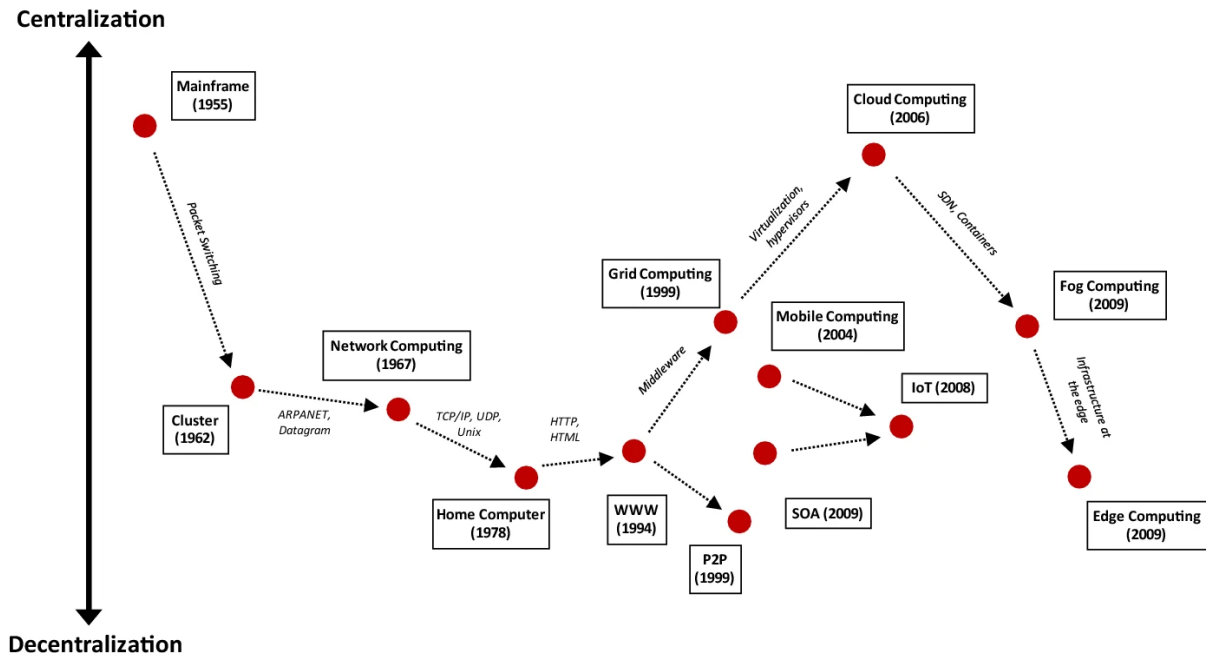 Centralization
Mainframe
(1955)
Packet Switching
Cluster
(1962)
ARPANET,
Datagram
Network Computing
(1967)
TCP/IP, UDP,
Unix
Home Computer
(1978)
HTTP,
HTML
WWW
(1994)
Middleware
P2P
(1999)
Grid Computing
(1999)
Virtualization,
hypervisors
Cloud Computing
(2006)
Mobile Computing
(2004)
SOA (2009)
IoT (2008)
SDN, Containers
Fog Computing
(2009)
Infrastructure at
the edge
Edge Computing
(2009)
Decentralization